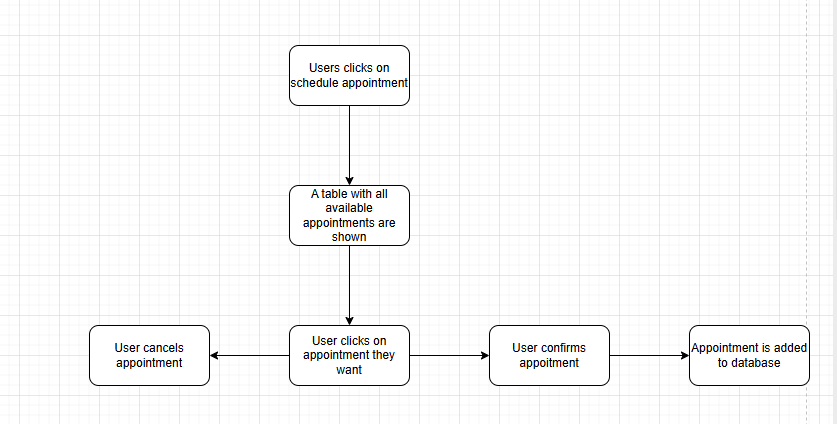 Users clicks on
schedule appointment
A table with all
available
appointments are
shown
User cancels
appointment
User clicks on
appointment they
want
User confirms
appoitment
Appointment is added
to database